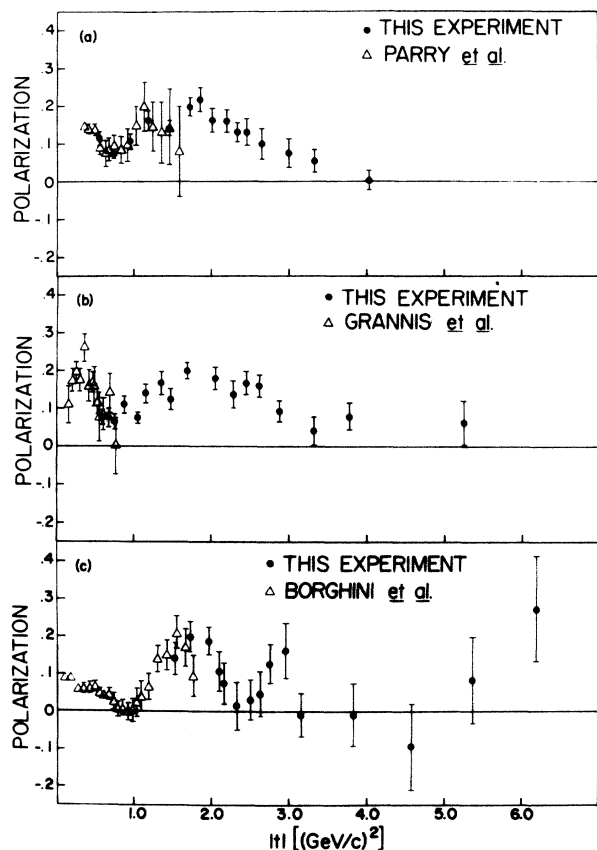 (a)
THIS EXPERIMENT
PARRY et al.
POLARIZATION
.4
.3
.2
.1
0
-.1
-.2
(b)
THIS EXPERIMENT
GRANNIS et al.
POLARIZATION
.4
.3
.2
.1
0
-.1
-.2
(c)
THIS EXPERIMENT
BORGHINI et al.
POLARIZATION
.4
.3
.2
.1
0
-.1
-.2
1.0 2.0 3.0 4.0 5.0 6.0
|t| [(GeV/c)²]